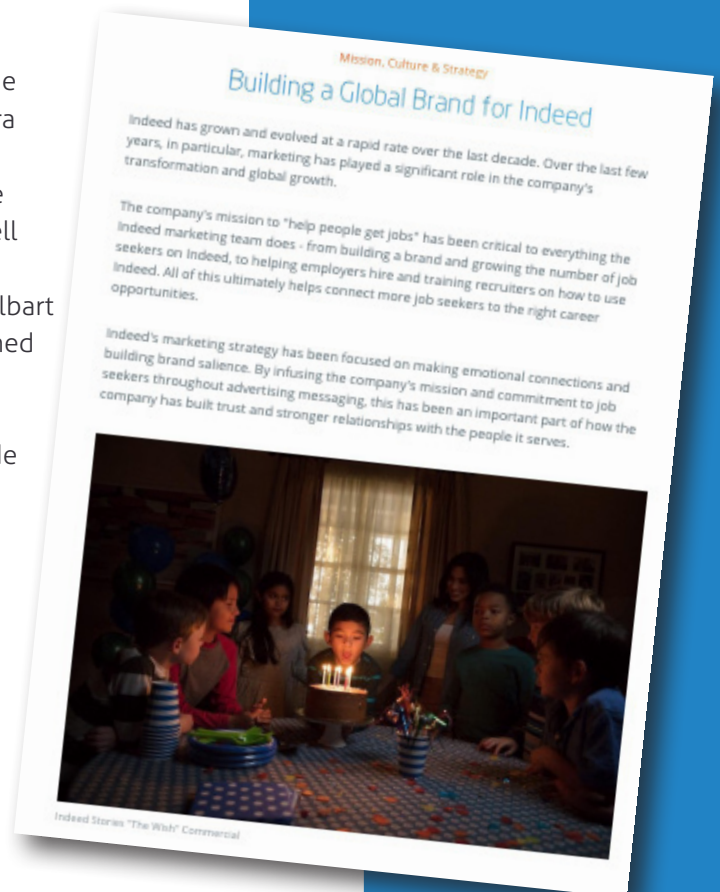 e
ra
e
ell
lbart
ned
de
Mission, Culture & Strategy
Building a Global Brand for Indeed
Indeed has grown and evolved at a rapid rate over the last decade. Over the last few
years, in particular, marketing has played a significant role in the company's
transformation and global growth.
The company's mission to "help people get jobs" has been critical to everything the
Indeed marketing team does - from building a brand and growing the number of job
seekers on Indeed, to helping employers hire and training recruiters on how to use
Indeed. All of this ultimately helps connect more job seekers to the right career
opportunities.
Indeed's marketing strategy has been focused on making emotional connections and
building brand salience. By infusing the company's mission and commitment to job
seekers throughout advertising messaging, this has been an important part of how the
company has built trust and stronger relationships with the people it serves.
Indeed Stories "The Wish" Commercial